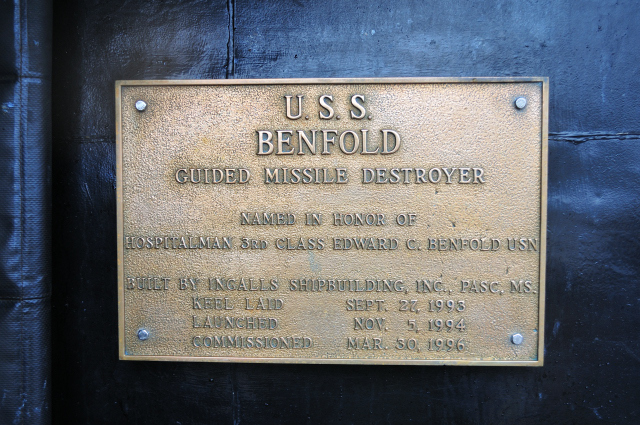 U.S.S.
BENFOLD
GUIDED MISSILE DESTROYER
NAMED IN HONOR OF
HOSPITALMAN 3RD CLASS EDWARD C. BENFOLD USN
BUILT BY INGALLS SHIPBUILDING, INC., PASC, MS.
KEEL LAID SEPT. 27, 1993
LAUNCHED NOV. 5, 1994
COMMISSIONED MAR. 30, 1996